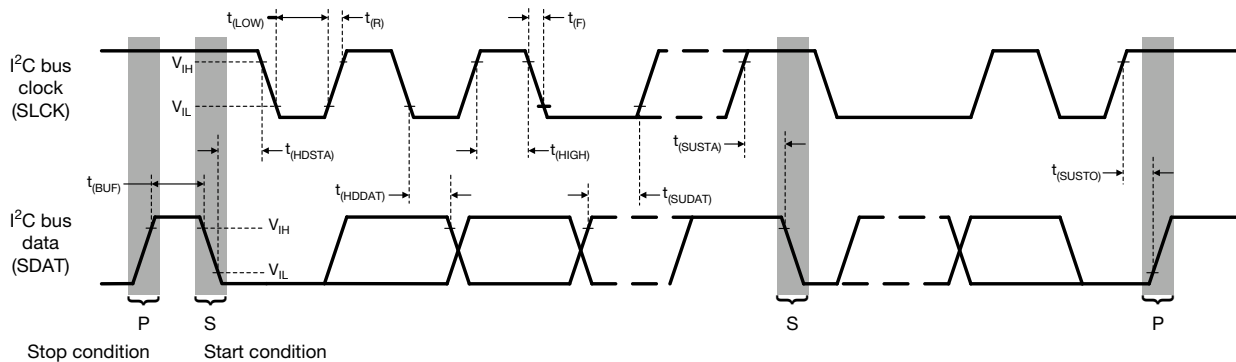 t(LOW)
t(R)
t(F)
I2C bus
clock
(SLCK)
VIH
VIL
t(HDSTA)
t(HIGH)
t(SUSTA)
t(SUSTO)
t(BUF)
t(HDDAT)
t(SUDAT)
I2C bus
data
(SDAT)
VIH
VIL
P
S
S
P
Stop condition
Start condition